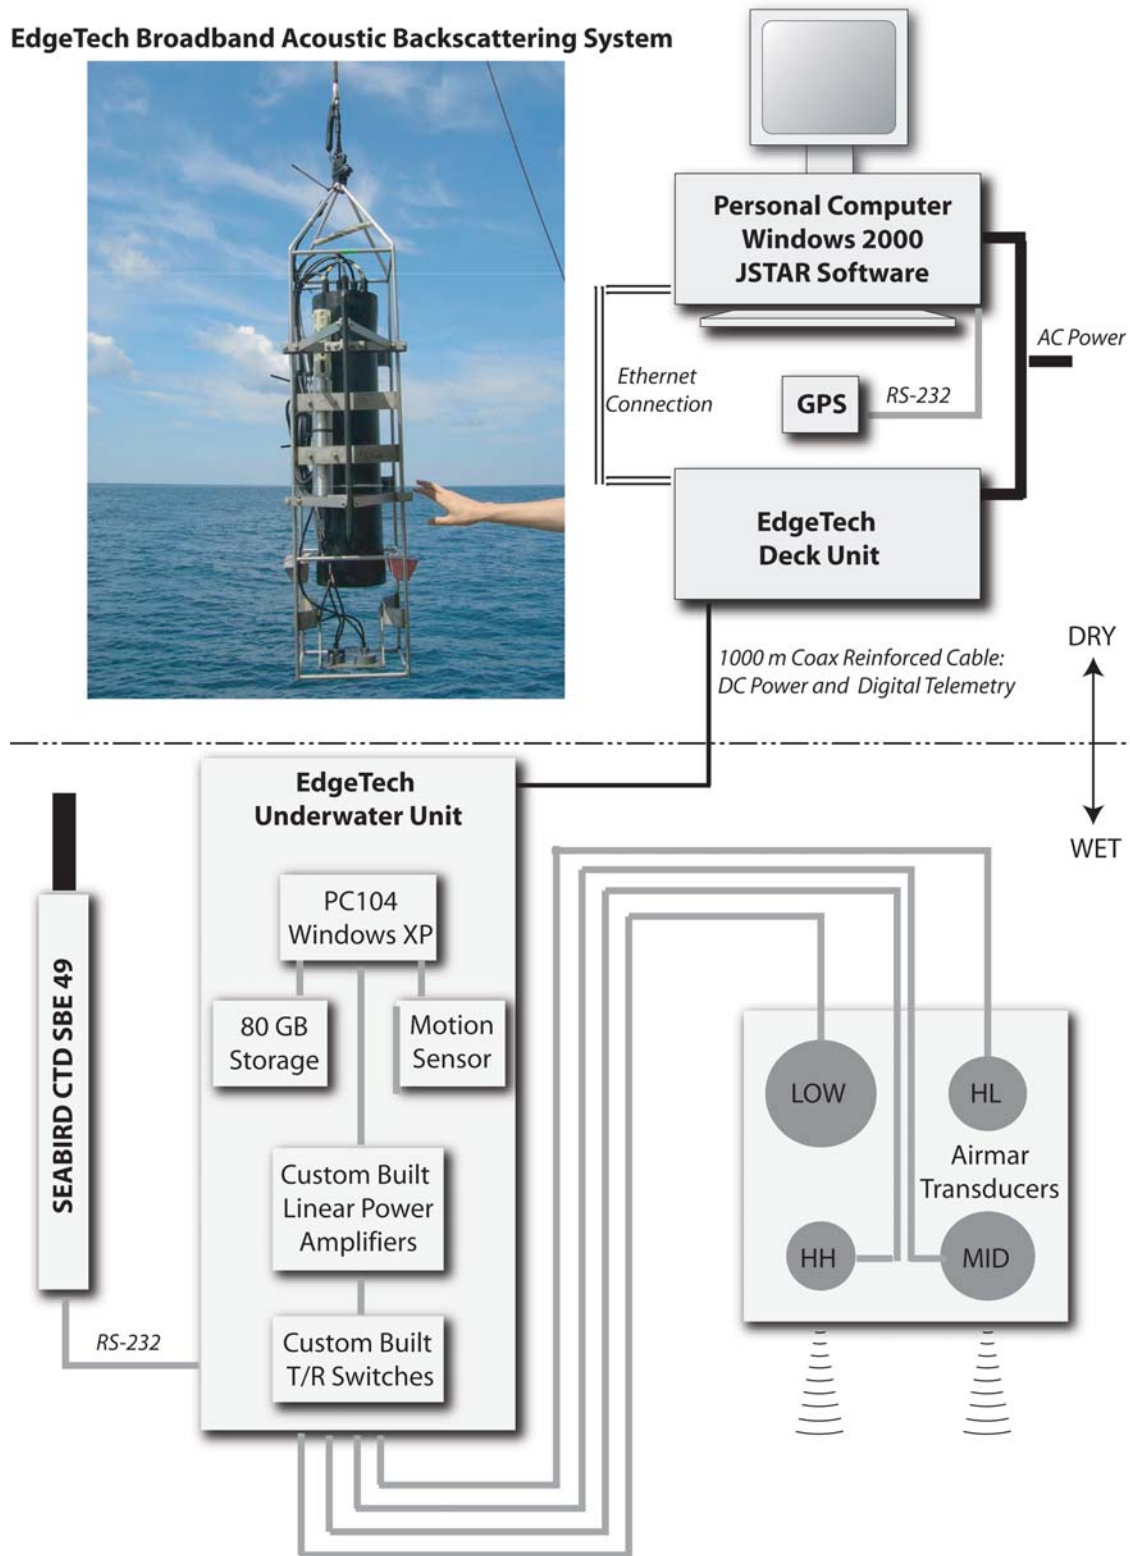 EdgeTech Broadband Acoustic Backscattering System
Personal Computer
Windows 2000
JSTAR Software
AC Power
Ethernet
Connection
GPS
RS-232
EdgeTech
Deck Unit
1000 m Coax Reinforced Cable:
DC Power and Digital Telemetry
DRY
WET
EdgeTech
Underwater Unit
PC104
Windows XP
80 GB
Storage
Motion
Sensor
Custom Built
Linear Power
Amplifiers
Custom Built
T/R Switches
SEABIRD CTD SBE 49
RS-232
LOW
HL
Airmar
Transducers
HH
MID